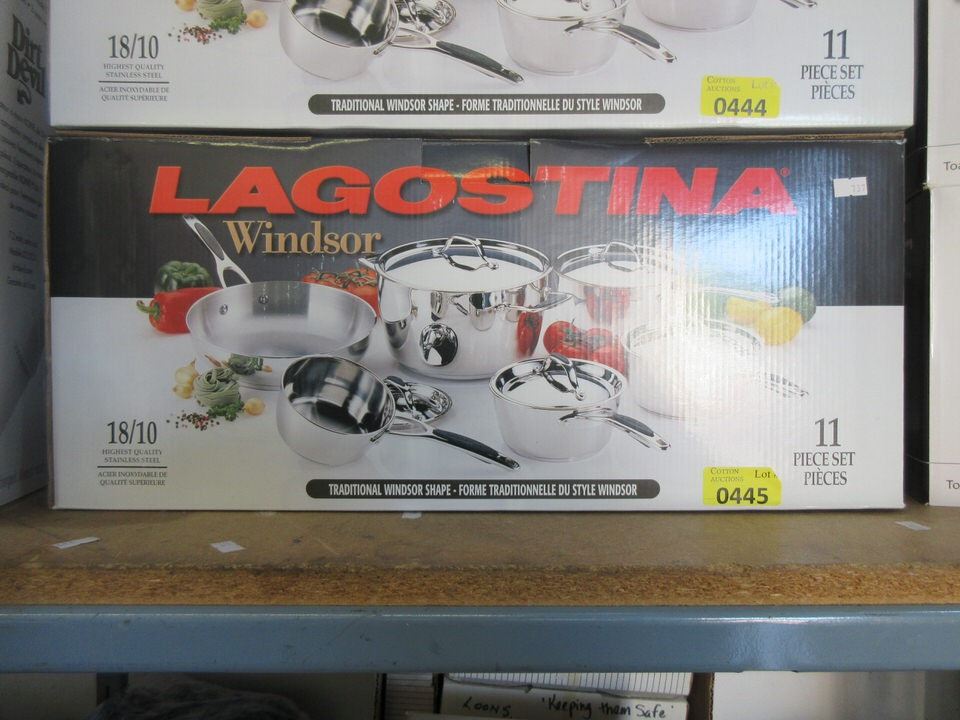 Dirt
Devil
18/10
HIGHEST QUALITY
STAINLESS STEEL
ACIER INOXYDABLE DE
QUALITÉ SUPÉRIEURE
TRADITIONAL WINDSOR SHAPE - FORME TRADITIONNELLE DU STYLE WINDSOR
COTTON
AUCTIONS
Lot
0444
11
PIECE SET
PIÈCES
LAGOSTINA®
Windsor
18/10
HIGHEST QUALITY
STAINLESS STEEL
ACIER INOXYDABLE DE
QUALITÉ SUPÉRIEURE
TRADITIONAL WINDSOR SHAPE - FORME TRADITIONNELLE DU STYLE WINDSOR
COTTON
AUCTIONS
Lot
0445
11
PIECE SET
PIÈCES
Toa
To
LOONS.
'Keeping them Safe'